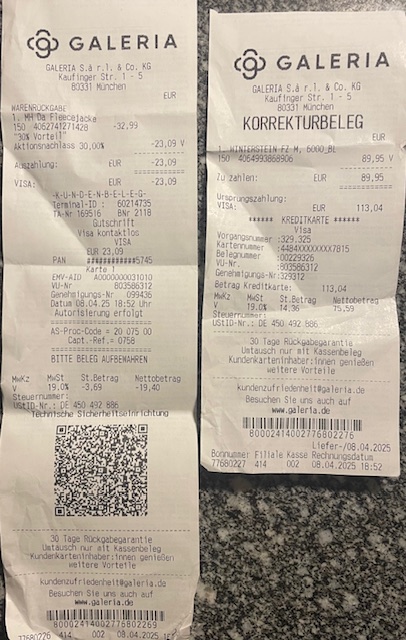 GALERIA
GALERIA S.à r.l. & Co. KG
Kaufinger Str. 1 - 5
80331 München
EUR
WARENRÜCKGABE
1. MH Da Fleecejacke
150 4062741271428 -32,99
"30% Vorteil"
Aktionsnachlass 30,00% -23,09 V
Auszahlung: EUR -23,09
VISA: EUR -23,09
-K-U-N-D-E-N-B-E-L-E-G-
Terminal-ID : 60214735
TA-Nr 169516 BNr 2118
Gutschrift
Visa kontaktlos
VISA
EUR 23,09
PAN ############5745
Karte 1
EMV-AID A0000000031010
VU-Nr 803586312
Genehmigungs-Nr 099436
Datum 08.04.25 18:52 Uhr
Autorisierung erfolgt
AS-Proc-Code = 20 075 00
Capt.-Ref. = 0758
BITTE BELEG AUFBEWAHREN
MwKz MwSt St.Betrag Nettobetrag
V 19,0% -3,69 -19,40
Steuernummer:
UStID-Nr.: DE 450 492 886
Technische Sicherheitseinrichtung
30 Tage Rückgabegarantie
Umtausch nur mit Kassenbeleg
Kundenkarteninhaber:innen genießen
weitere Vorteile
kundenzufriedenheit@galeria.de
Besuchen Sie uns auch auf
www.galeria.de
80002414002776802269
77680226 414 002 08.04.2025
GALERIA
GALERIA S.à r.l. & Co. KG
Kaufinger Str. 1 - 5
80331 München
EUR
KORREKTURBELEG
1. WINTERSTEIN FZ M, 6000_BL
150 4064993868906 89,95 V
Zu zahlen: EUR 89,95
Ursprungszahlung:
VISA: EUR 113,04
****** KREDITKARTE ******
Visa
Vorgangsnummer :329.325
Kartennummer :4484XXXXXXXX7815
Belegnummer :00229326
VU-Nr. :803586312
Genehmigungs-Nr.:329312
Betrag Kreditkarte: 113,04
MwKz MwSt St.Betrag Nettobetrag
V 19.0% 14,36 75,59
Steuernummer:
UStID-Nr.: DE 450 492 886
30 Tage Rückgabegarantie
Umtausch nur mit Kassenbeleg
Kundenkarteninhaber:innen genießen
weitere Vorteile
kundenzufriedenheit@galeria.de
Besuchen Sie uns auch auf
www.galeria.de
80002414002776802276
Liefer-/08.04.2025
Bonnummer Filiale Kasse Rechnungsdatum
77680227 414 002 08.04.2025 18:52